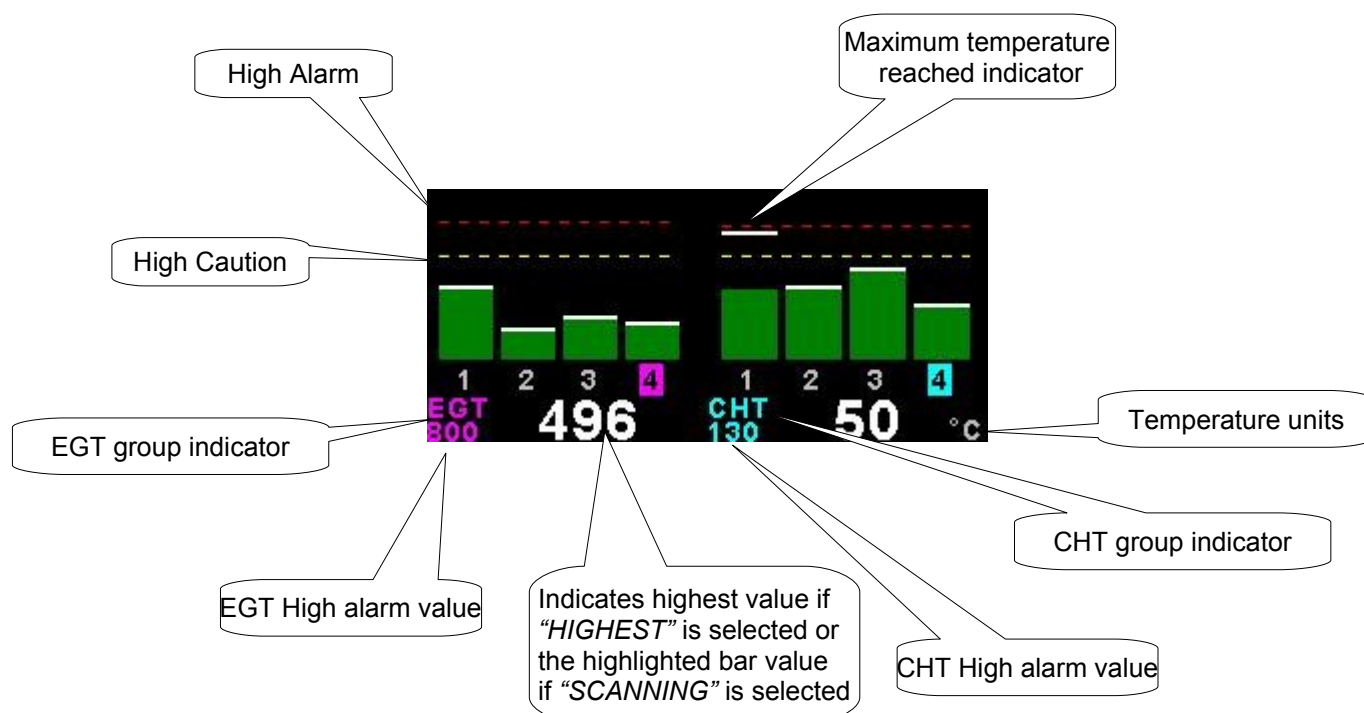 High Alarm
Maximum temperature
reached indicator
High Caution
1 2 3 4
EGT
800
496
1 2 3 4
CHT
130
50
°C
EGT group indicator
Temperature units
CHT group indicator
EGT High alarm value
Indicates highest value if
“HIGHEST” is selected or
the highlighted bar value
if “SCANNING” is selected
CHT High alarm value